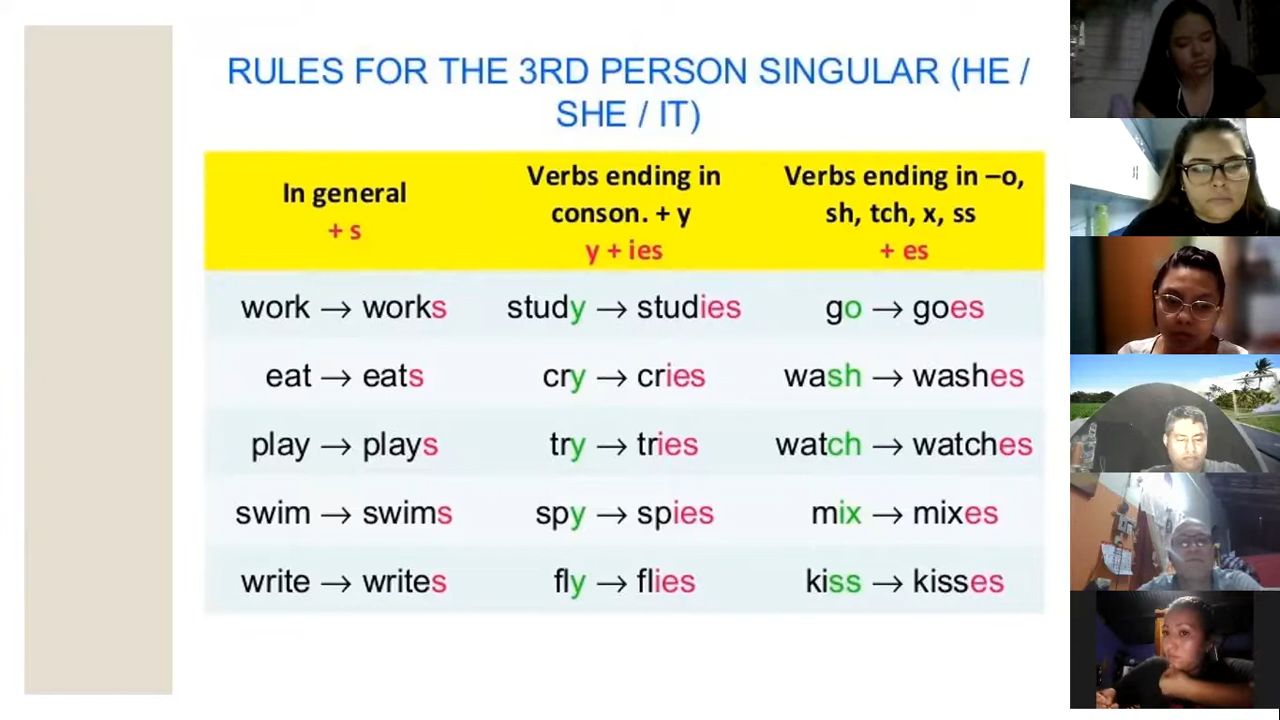 RULES FOR THE 3RD PERSON SINGULAR (HE /
SHE / IT)
In general
+ s
Verbs ending in
conson. + y
y + ies
Verbs ending in –o,
sh, tch, x, ss
+ es
work → works
study → studies
go → goes
eat → eats
cry → cries
wash → washes
play → plays
try → tries
watch → watches
swim → swims
spy → spies
mix → mixes
write → writes
fly → flies
kiss → kisses